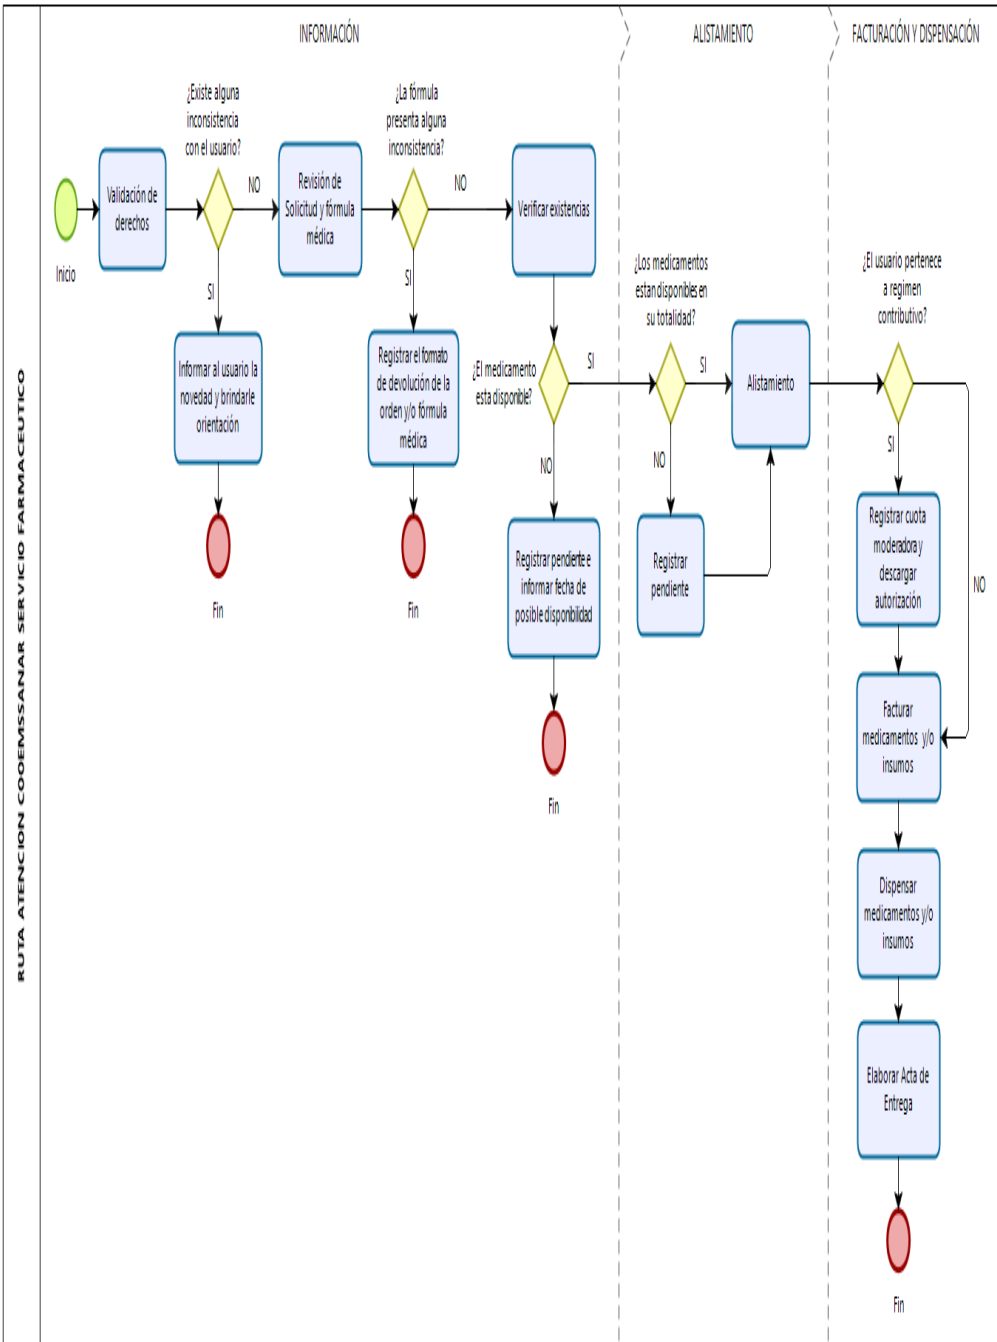 RUTA ATENCION COOEMSSANAR SERVICIO FARMACEUTICO
INFORMACIÓN
ALISTAMIENTO
FACTURACIÓN Y DISPENSACIÓN
Inicio
Validación de
derechos
¿Existe alguna
inconsistencia
con el usuario?
NO
SI
Informar al usuario la
novedad y brindarle
orientación
Fin
Revisión de
Solicitud y fórmula
médica
¿La fórmula
presenta alguna
inconsistencia?
NO
SI
Registrar el formato
de devolución de la
orden y/o fórmula
médica
Fin
Verificar existencias
¿El medicamento
esta disponible?
SI
NO
Registrar pendiente e
informar fecha de
posible disponibilidad
Fin
¿Los medicamentos
estan disponibles en
su totalidad?
SI
NO
Registrar
pendiente
Alistamiento
¿El usuario pertenece
a regimen
contributivo?
SI
NO
Registrar cuota
moderadora y
descargar
autorización
Facturar
medicamentos y/o
insumos
Dispensar
medicamentos y/o
insumos
Elaborar Acta de
Entrega
Fin